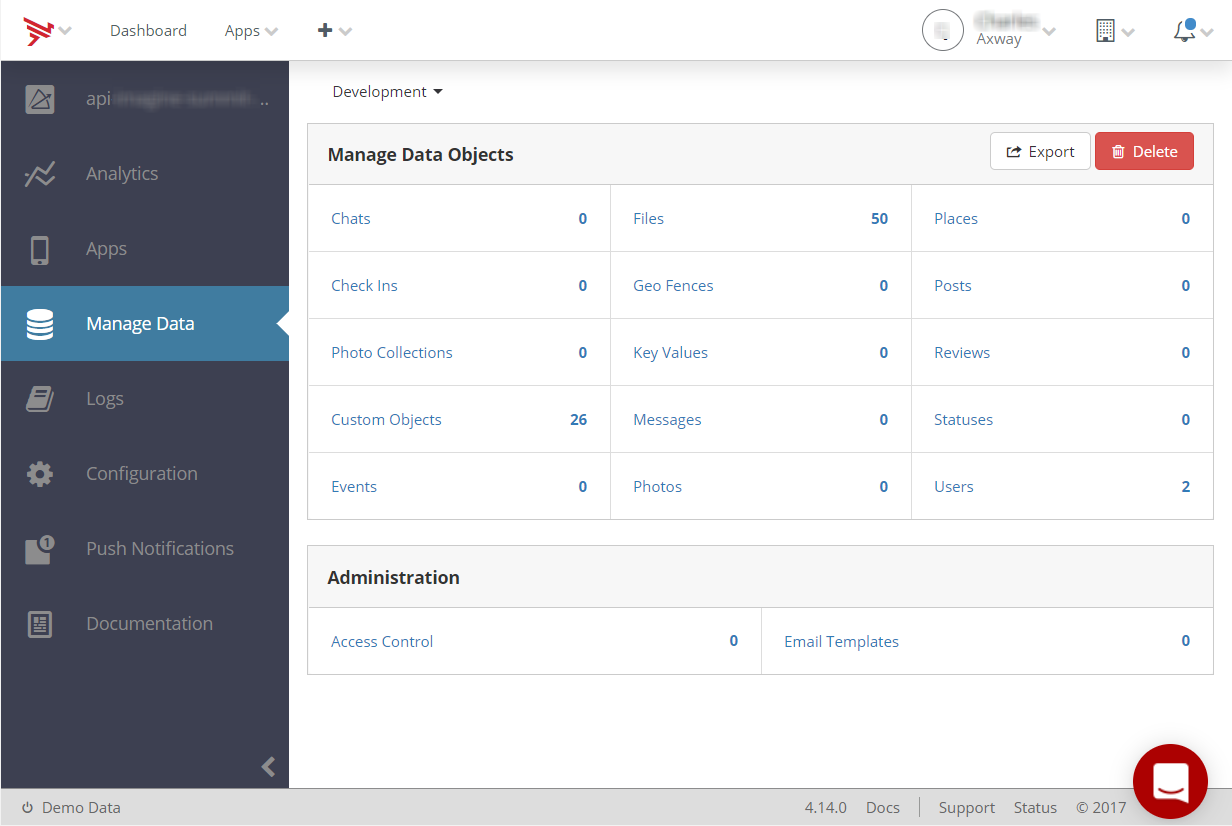 Dashboard Apps
Axway
api ..
Development
Analytics
Apps
Manage Data
Logs
Configuration
1
Push Notifications
Documentation
Manage Data Objects Export Delete
Chats 0 Files 50 Places 0
Check Ins 0 Geo Fences 0 Posts 0
Photo Collections 0 Key Values 0 Reviews 0
Custom Objects 26 Messages 0 Statuses 0
Events 0 Photos 0 Users 2
Administration
Access Control 0 Email Templates 0
Demo Data 4.14.0 Docs Support Status © 2017